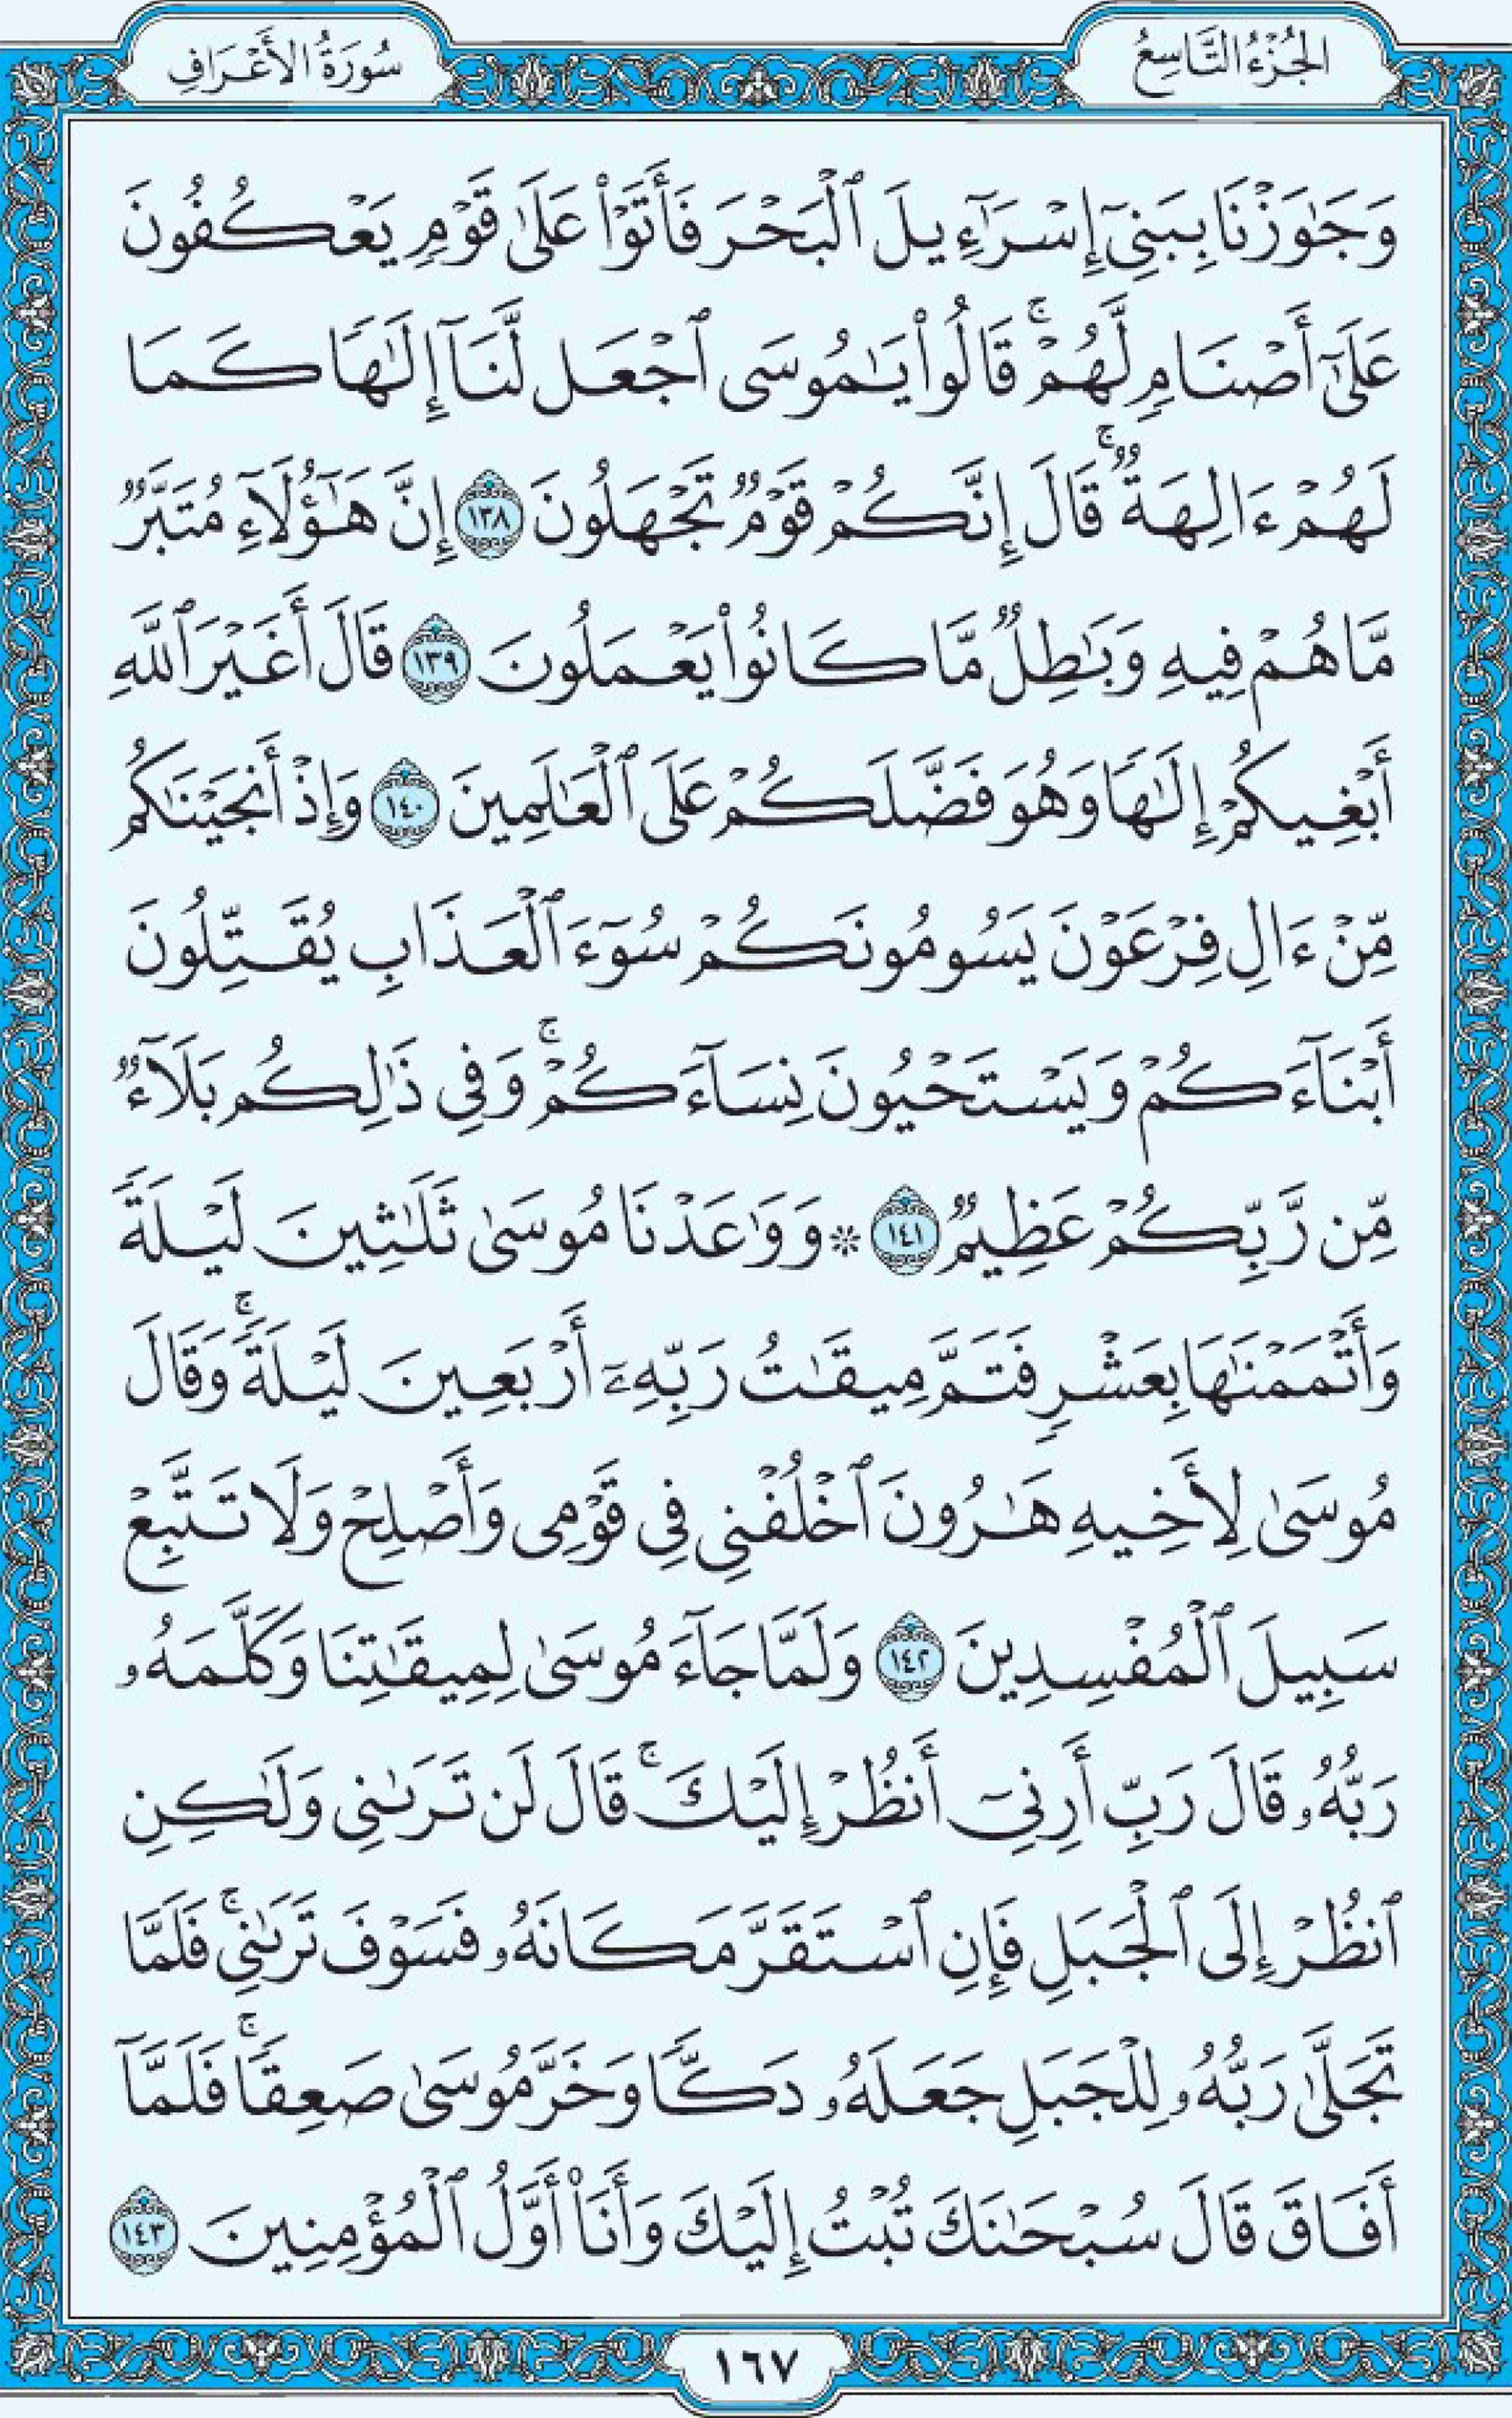 الجُزْءُ التَّاسِعُ
سُورَةُ الأَعْرَافِ
وَجَٰوَزْنَا بِبَنِىٓ إِسْرَٰٓءِيلَ ٱلْبَحْرَ فَأَتَوْا۟ عَلَىٰ قَوْمٍ يَعْكُفُونَ
عَلَىٰٓ أَصْنَامٍ لَّهُمْ ۚ قَالُوا۟ يَٰمُوسَى ٱجْعَل لَّنَآ إِلَٰهًا كَمَا
لَهُمْ ءَالِهَةٌ ۚ قَالَ إِنَّكُمْ قَوْمٌ تَجْهَلُونَ ١٣٨ إِنَّ هَٰٓؤُلَآءِ مُتَبَّرٌ
مَّا هُمْ فِيهِ وَبَٰطِلٌ مَّا كَانُوا۟ يَعْمَلُونَ ١٣٩ قَالَ أَغَيْرَ ٱللَّهِ
أَبْغِيكُمْ إِلَٰهًا وَهُوَ فَضَّلَكُمْ عَلَى ٱلْعَٰلَمِينَ ١٤٠ وَإِذْ أَنجَيْنَٰكُم
مِّنْ ءَالِ فِرْعَوْنَ يَسُومُونَكُمْ سُوٓءَ ٱلْعَذَابِ يُقَتِّلُونَ
أَبْنَآءَكُمْ وَيَسْتَحْيُونَ نِسَآءَكُمْ ۚ وَفِى ذَٰلِكُم بَلَآءٌ
مِّن رَّبِّكُمْ عَظِيمٌ ١٤١ ۞ وَوَٰعَدْنَا مُوسَىٰ ثَلَٰثِينَ لَيْلَةً
وَأَتْمَمْنَٰهَا بِعَشْرٍ فَتَمَّ مِيقَٰتُ رَبِّهِۦٓ أَرْبَعِينَ لَيْلَةً ۚ وَقَالَ
مُوسَىٰ لِأَخِيهِ هَٰرُونَ ٱخْلُفْنِى فِى قَوْمِى وَأَصْلِحْ وَلَا تَتَّبِعْ
سَبِيلَ ٱلْمُفْسِدِينَ ١٤٢ وَلَمَّا جَآءَ مُوسَىٰ لِمِيقَٰتِنَا وَكَلَّمَهُۥ
رَبُّهُۥ قَالَ رَبِّ أَرِنِىٓ أَنظُرْ إِلَيْكَ ۚ قَالَ لَن تَرَىٰنِى وَلَٰكِنِ
ٱنظُرْ إِلَى ٱلْجَبَلِ فَإِنِ ٱسْتَقَرَّ مَكَانَهُۥ فَسَوْفَ تَرَىٰنِى ۚ فَلَمَّا
تَجَلَّىٰ رَبُّهُۥ لِلْجَبَلِ جَعَلَهُۥ دَكًّا وَخَرَّ مُوسَىٰ صَعِقًا ۚ فَلَمَّآ
أَفَاقَ قَالَ سُبْحَٰنَكَ تُبْتُ إِلَيْكَ وَأَنَا۠ أَوَّلُ ٱلْمُؤْمِنِينَ ١٤٣
١٦٧